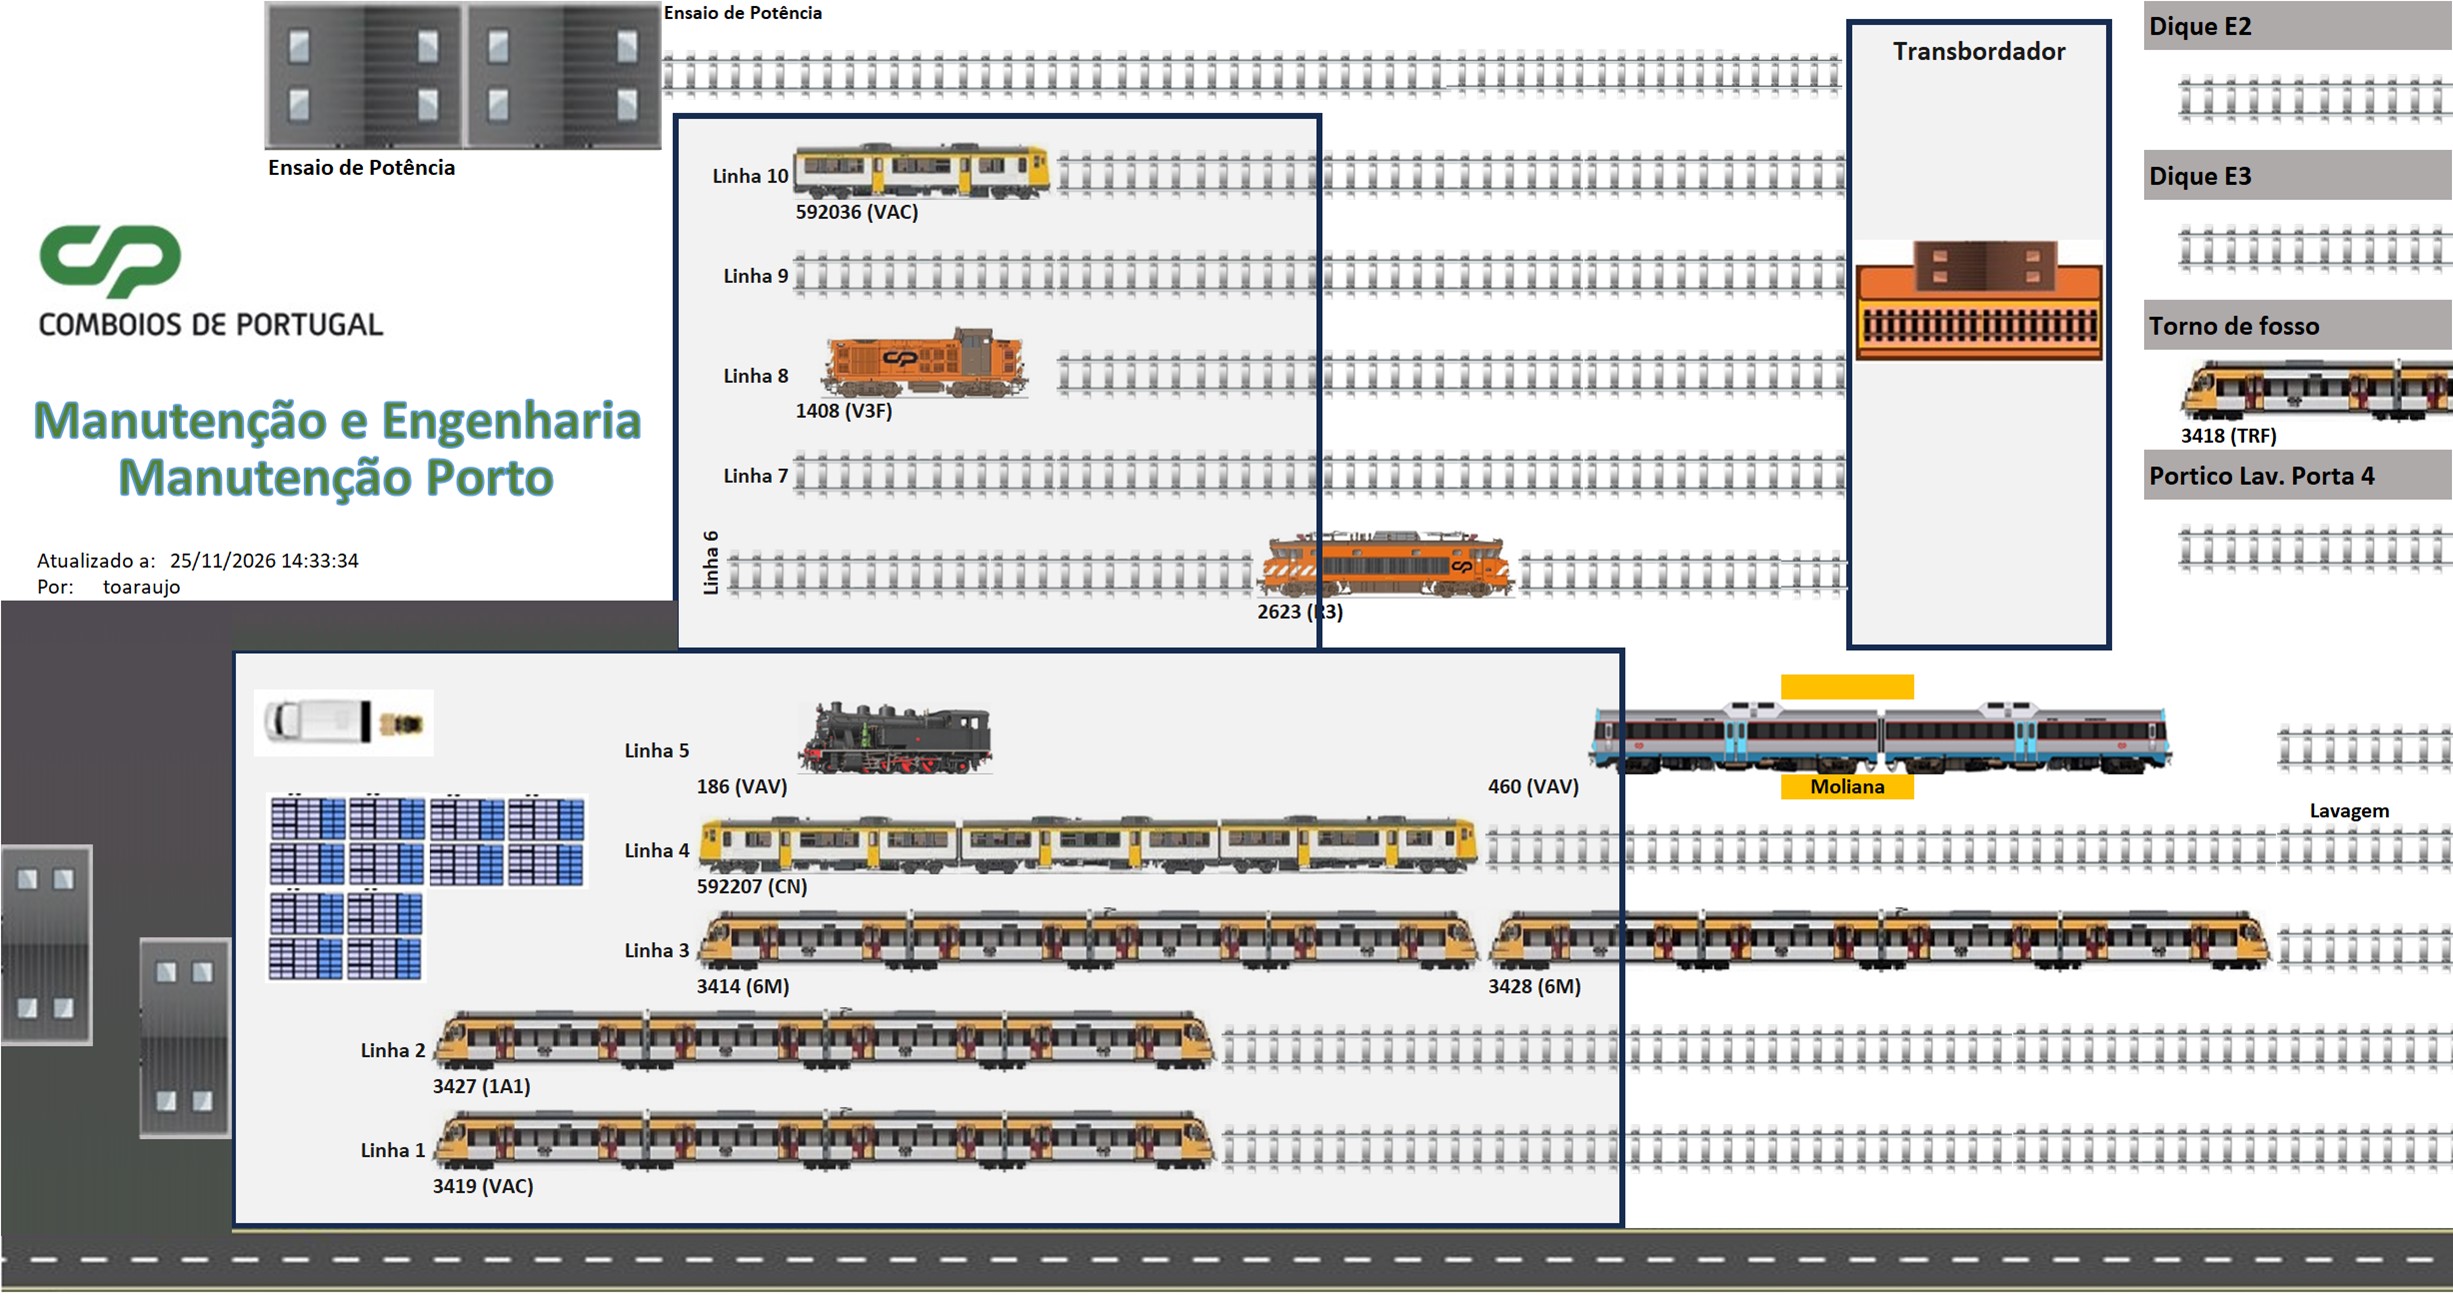 Ensaio de Potência
Ensaio de Potência
COMBOIOS DE PORTUGAL
Manutenção e Engenharia
Manutenção Porto
Atualizado a: 25/11/2026 14:33:34
Por: toaraujo
Linha 10
592036 (VAC)
Linha 9
Linha 8
CP
1408 (V3F)
Linha 7
Linha 6
CP
2623 (R3)
Transbordador
Dique E2
Dique E3
Torno de fosso
3418 (TRF)
Portico Lav. Porta 4
Linha 5
186 (VAV)
460 (VAV)
Moliana
Lavagem
Linha 4
592207 (CN)
Linha 3
3414 (6M)
3428 (6M)
Linha 2
3427 (1A1)
Linha 1
3419 (VAC)